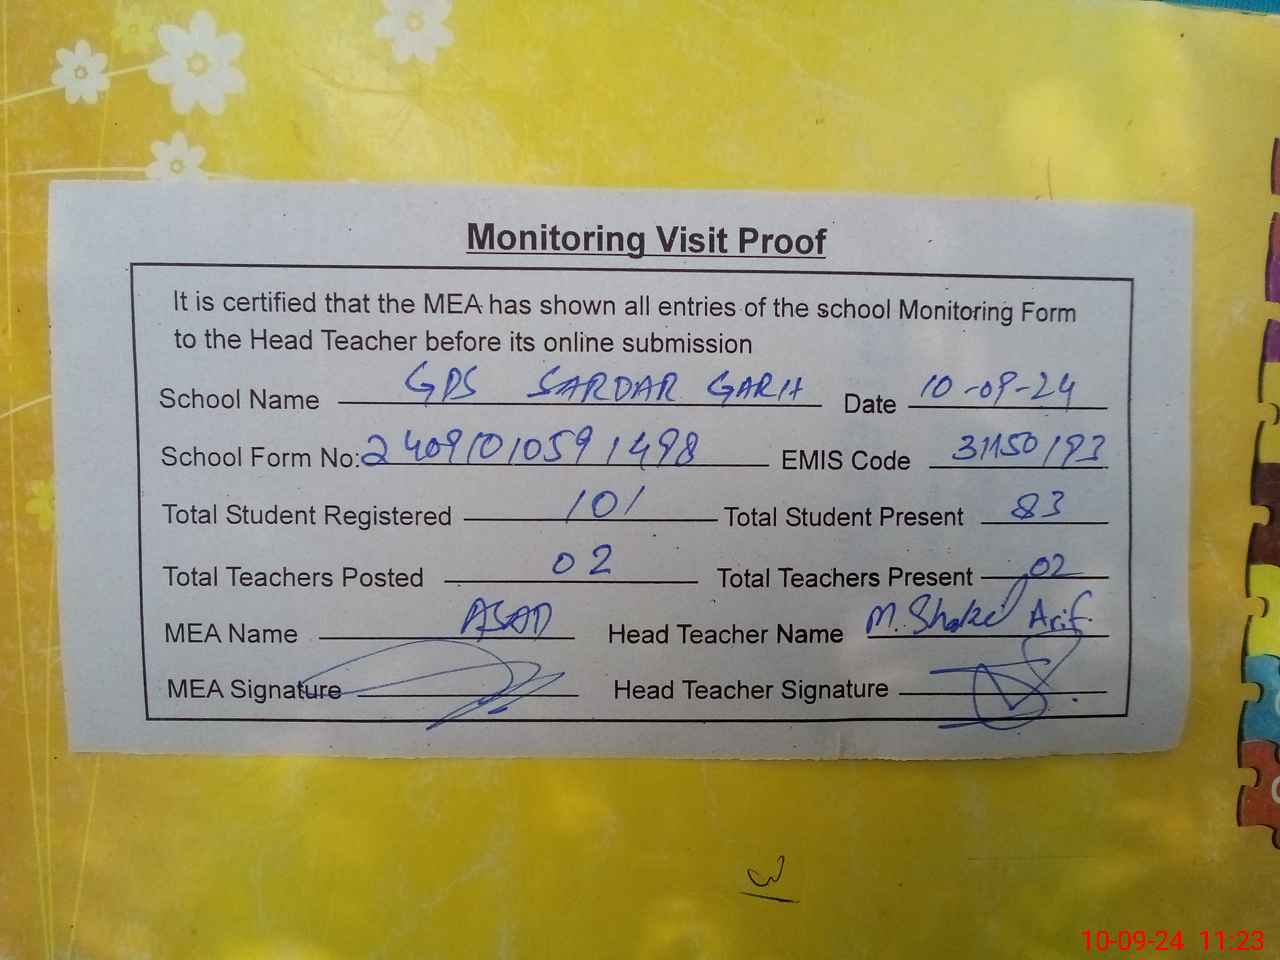 Monitoring Visit Proof
It is certified that the MEA has shown all entries of the school Monitoring Form
to the Head Teacher before its online submission
School Name GPS SARDAR GARH Date 10-09-24
School Form No: 24091010591498 EMIS Code 31150193
Total Student Registered 101 Total Student Present 83
Total Teachers Posted 02 Total Teachers Present 02
MEA Name ASAD Head Teacher Name M. Shakeel Arif.
MEA Signature Head Teacher Signature
10-09-24 11:23